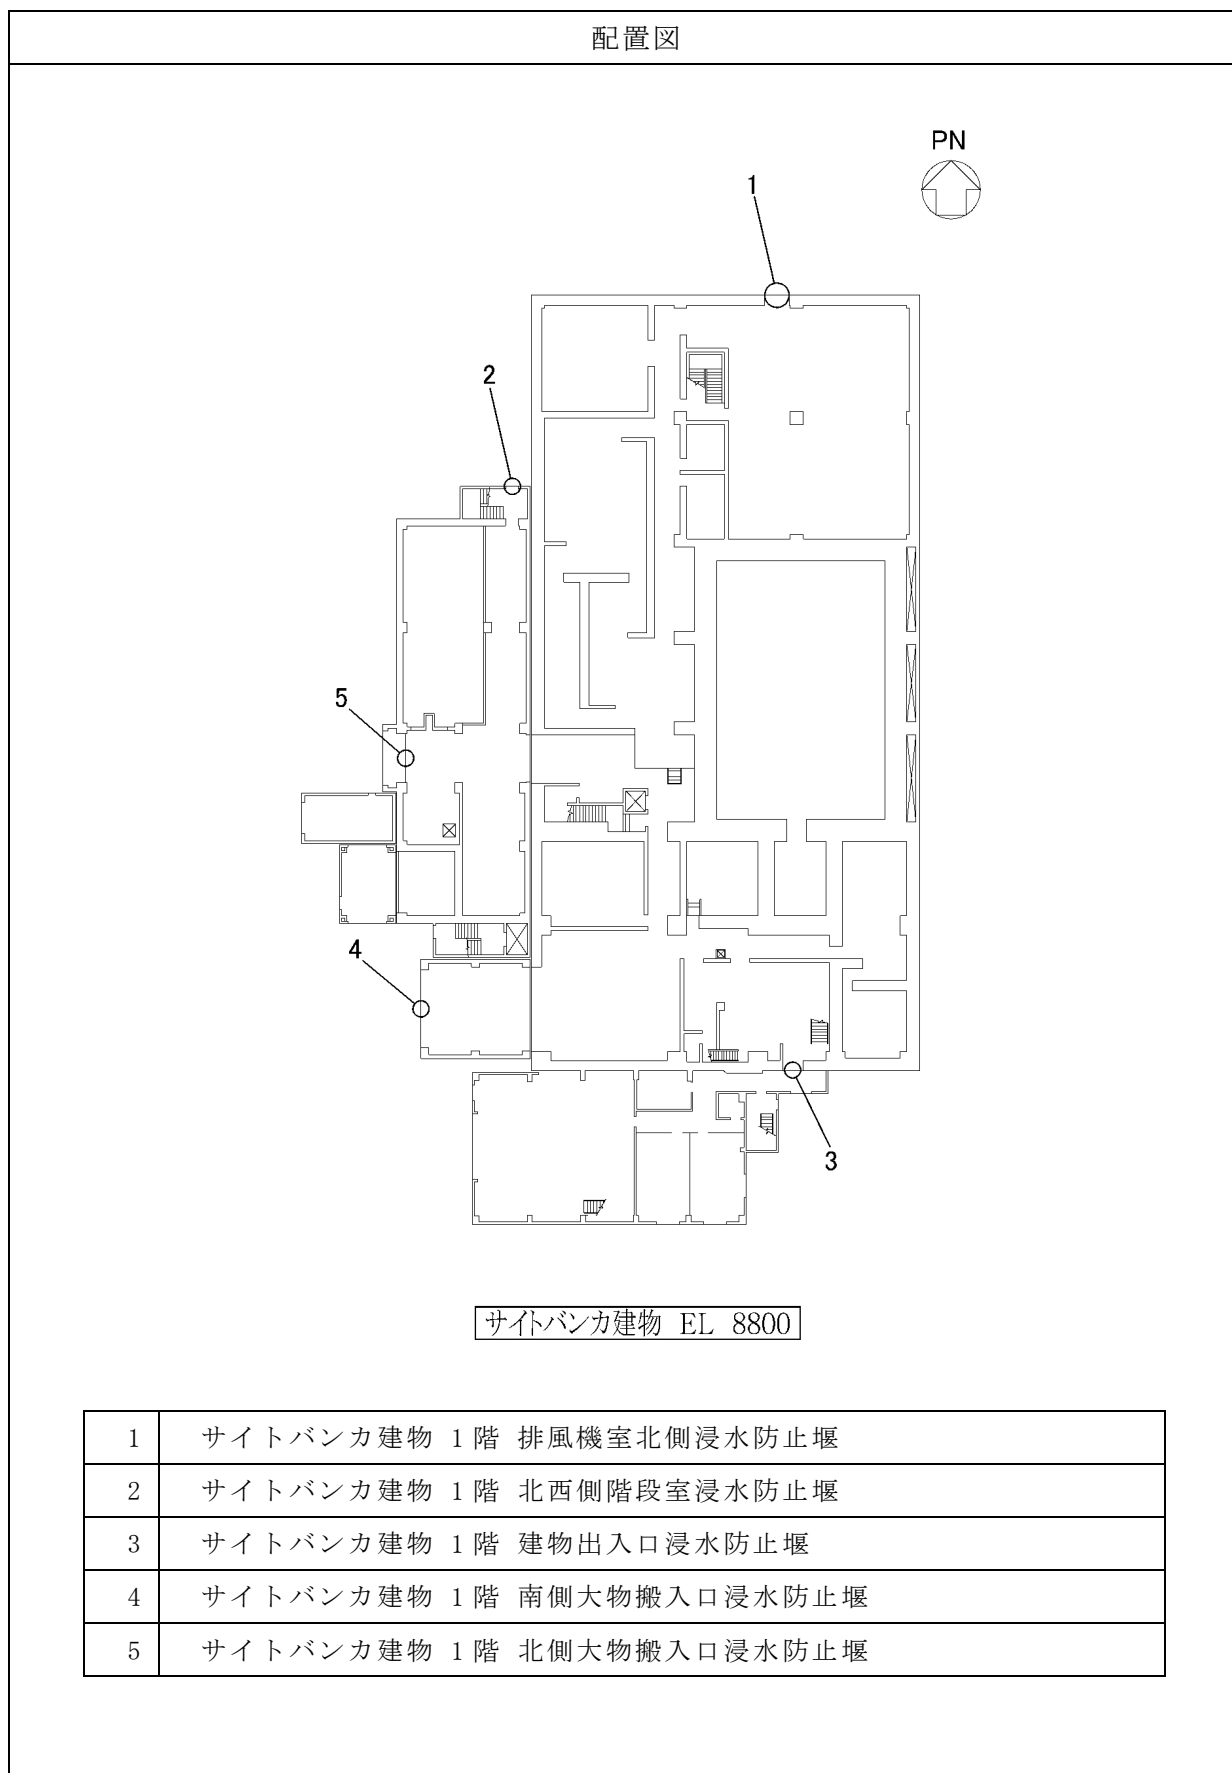 配置図
PN
1
2
5
4
3
サイトバンカ建物 EL 8800
1 サイトバンカ建物 1階 排風機室北側浸水防止堰
2 サイトバンカ建物 1階 北西側階段室浸水防止堰
3 サイトバンカ建物 1階 建物出入口浸水防止堰
4 サイトバンカ建物 1階 南側大物搬入口浸水防止堰
5 サイトバンカ建物 1階 北側大物搬入口浸水防止堰